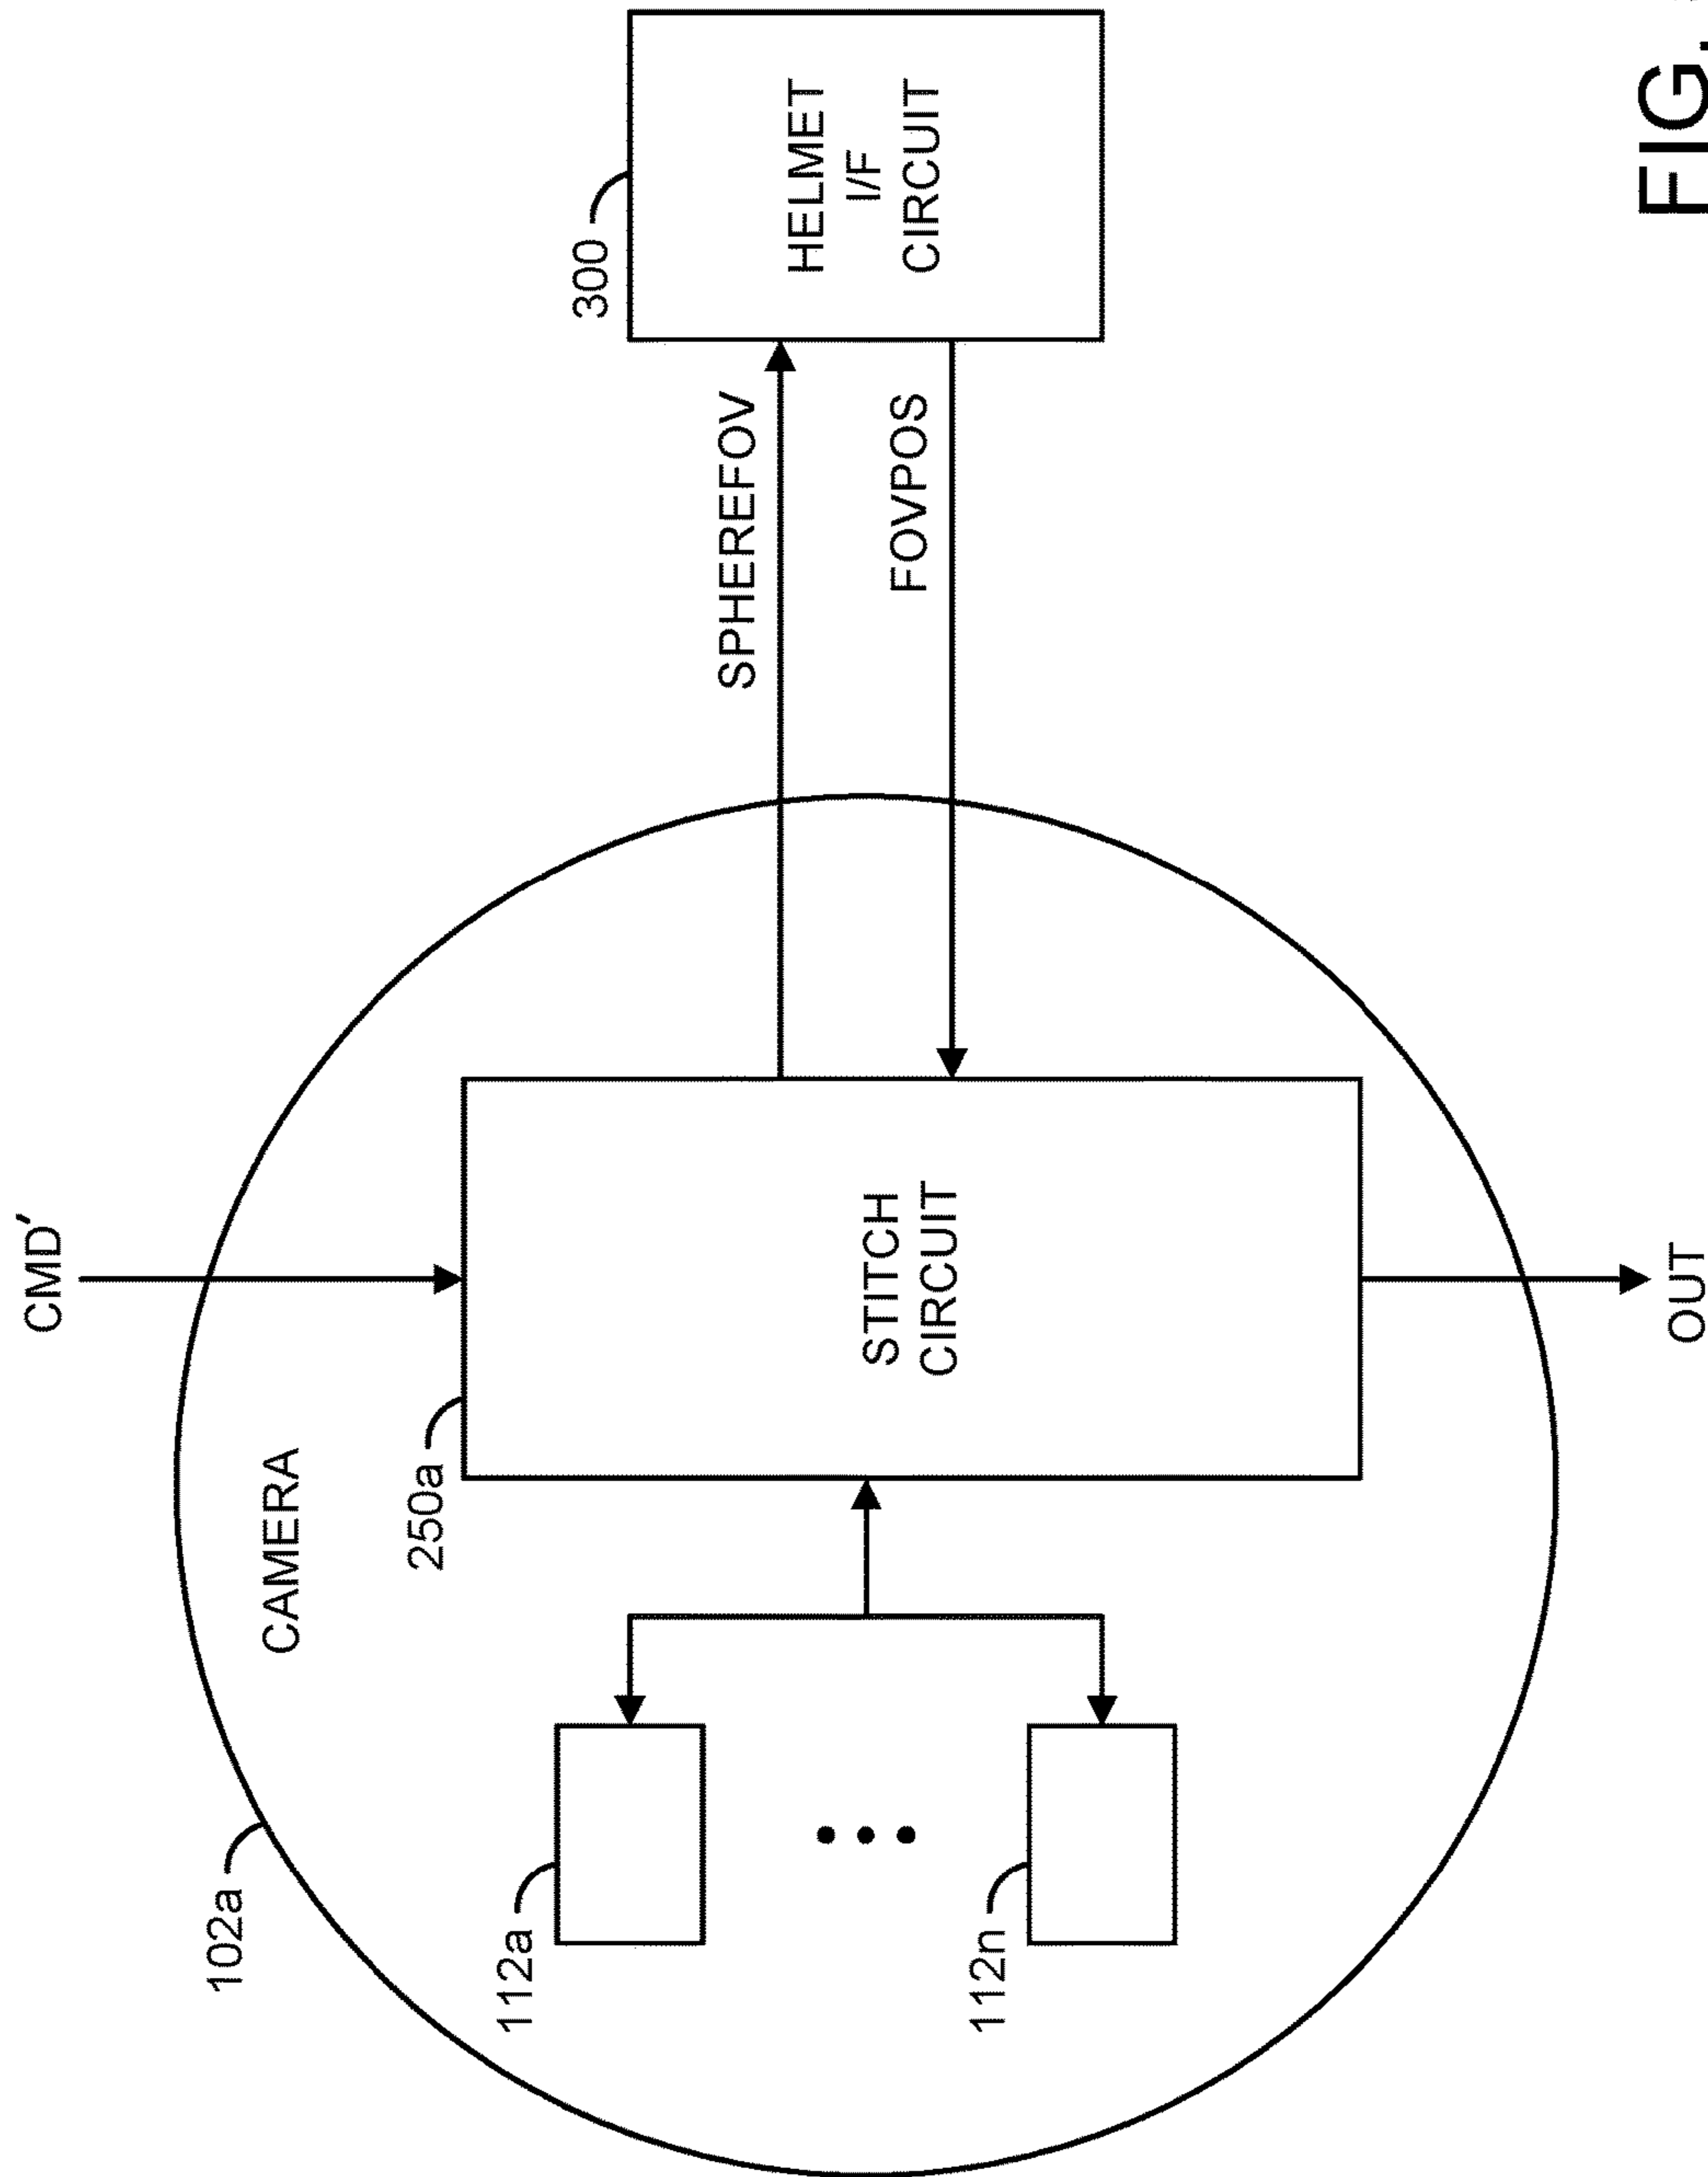 CMD'
102a
CAMERA
250a
112a
300
SPHEREFOV
HELMET
I/F
CIRCUIT
STITCH
CIRCUIT
FOVPOS
112n
OUT
FIG.